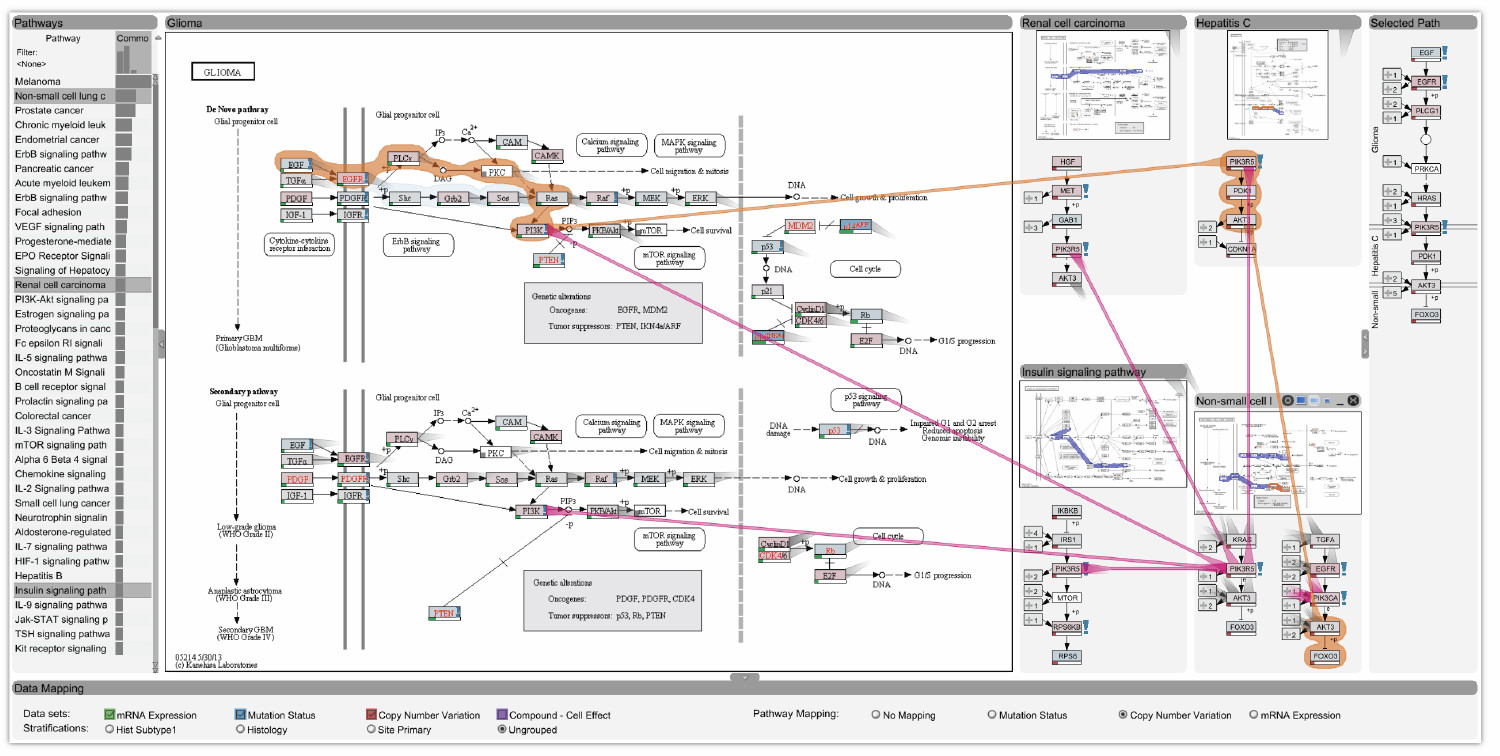 Pathways
Pathway
Commo
Filter:
<None>
Melanoma
Non-small cell lung c
Prostate cancer
Chronic myeloid leuk
Endometrial cancer
ErbB signaling pathw
Pancreatic cancer
Acute myeloid leukem
ErbB signaling pathw
Focal adhesion
VEGF signaling path
Progesterone-mediate
EPO Receptor Signali
Signaling of Hepatocy
Renal cell carcinoma
PI3K-Akt signaling pa
Estrogen signaling pa
Proteoglycans in canc
Fc epsilon RI signali
IL-5 signaling pathwa
Oncostatin M Signali
B cell receptor signal
Prolactin signaling pa
Colorectal cancer
IL-3 Signaling Pathwa
mTOR signaling path
Alpha 6 Beta 4 signal
Chemokine signaling
IL-2 Signaling pathwa
Small cell lung cancer
Neurotrophin signalin
Aldosterone-regulated
IL-7 signaling pathwa
HIF-1 signaling pathw
Hepatitis B
Insulin signaling path
IL-9 signaling pathwa
Jak-STAT signaling p
TSH signaling pathwa
Kit receptor signaling
Glioma
GLIOMA
De Novo pathway
Glial progenitor cell
Primary GBM
(Glioblastoma multiforms)
Glial progenitor cell
EGF
TGFα
PDGF
IGF-1
EGFR
PDGFR
IGFR
Cytokine-cytokine
receptor interaction
PLCγ
IP3
Ca2+
DAG
CAM
CAMK
PKC
Calcium signaling
pathway
MAPK signaling
pathway
Cell migration & mitosis
+p
Shc
Grb2
Sos
Ras
Raf
+p
MEK
+p
ERK
DNA
Cell growth & proliferation
ErbB signaling
pathway
PI3K
PIP3
-p
PTEN
PKB/Akt
+p
mTOR
Cell survival
mTOR signaling
pathway
MDM2
p53
DNA
p21
Cell cycle
CyclinD1
CDK4/6
+p
Rb
E2F
DNA
G1/S progression
Genetic alterations
Oncogenes: EGFR, MDM2
Tumor suppressors: PTEN, IKN4a/ARF
Secondary pathway
Glial progenitor cell
Low-grade glioma
(WHO Grade II)
Anaplastic astrocytoma
(WHO Grade III)
Secondary GBM
(WHO Grade IV)
Glial progenitor cell
EGF
TGFα
PDGF
IGF-1
EGFR
PDGFR
IGFR
PLCγ
IP3
Ca2+
DAG
CAM
CAMK
PKC
Calcium signaling
pathway
MAPK signaling
pathway
Cell migration & mitosis
+p
Shc
Grb2
Sos
Ras
Raf
+p
MEK
+p
ERK
DNA
Cell growth & proliferation
PI3K
PIP3
-p
PTEN
PKB/Akt
+p
mTOR
Cell survival
mTOR signaling
pathway
p53 signaling
pathway
DNA
damage
p53
DNA
Impaired G1 and G2 arrest
Reduced apoptosis
Genomic instability
Cell cycle
CyclinD1
CDK4/6
+p
Rb
E2F
DNA
G1/S progression
Genetic alterations
Oncogenes: PDGF, PDGFR, CDK4
Tumor suppressors: p53, Rb, PTEN
05214 5/30/13
(c) Kanehisa Laboratories
Renal cell carcinoma
HGF
MET
+1
GAB1
+3
PIK3R5
AKT3
Hepatitis C
PIK3R5
PDK1
+p
AKT3
+2
+1
Insulin signaling pathway
IKBKB
+p
+4
IRS1
PIK3R5
+2
MTOR
+2
+p
+1
RPS6KB
RPS6
Non-small cell l
KRAS
+2
PIK3R5
+1
AKT3
+1
+2
FOXO3
TGFA
+1
EGFR
+1
PIK3CA
AKT3
+p
FOXO3
Selected Path
Glioma
Hepatitis C
Non-small
EGF
+1
EGFR
+2
+p
PLCG1
+2
+1
PRKCA
+1
+2
HRAS
+3
PIK3R5
+1
PDK1
+p
+2
AKT3
+5
FOXO3
Data Mapping
Data sets:
mRNA Expression
Mutation Status
Copy Number Variation
Compound - Cell Effect
Pathway Mapping:
No Mapping
Mutation Status
Copy Number Variation
mRNA Expression
Stratifications:
Hist Subtype1
Histology
Site Primary
Ungrouped